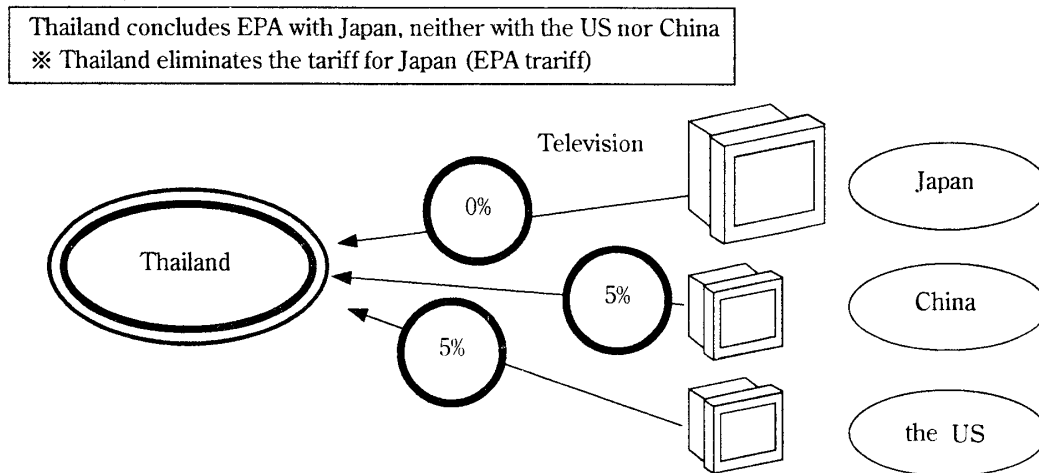 Thailand concludes EPA with Japan, neither with the US nor China
※ Thailand eliminates the tariff for Japan (EPA trariff)
Television
0%
Japan
Thailand
5%
China
5%
the US